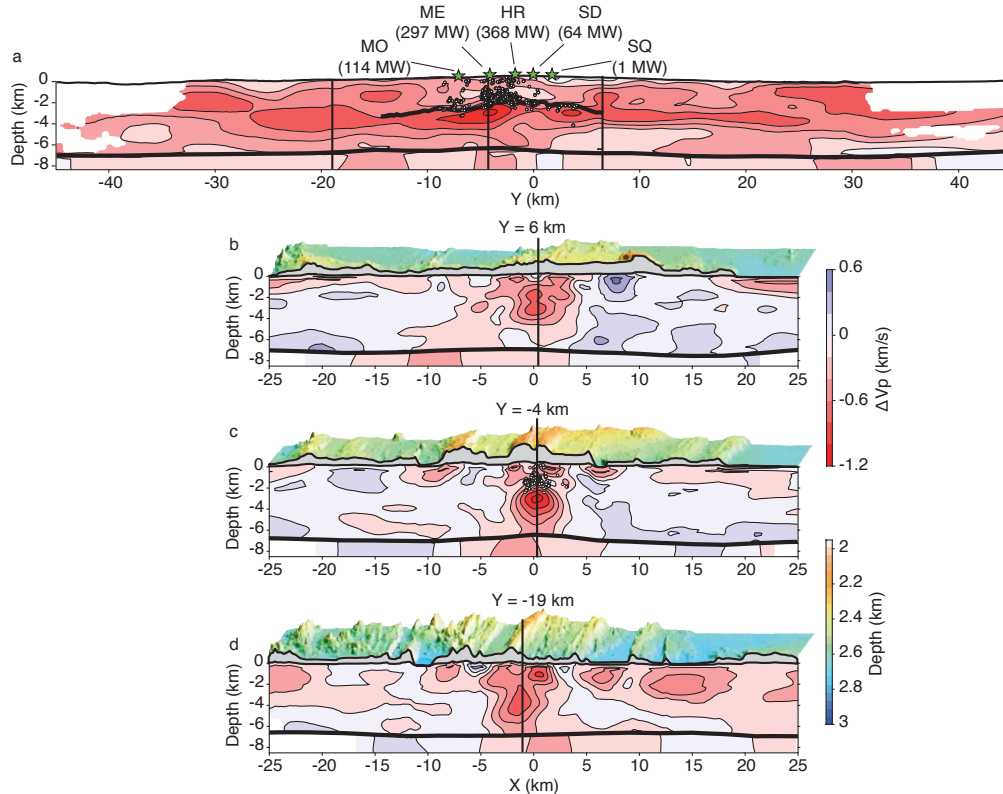 ME HR SD
MO (297 MW) (368 MW) (64 MW) SQ
(114 MW) (1 MW)
a
0
-2
-4
-6
-8
Depth (km)
-40 -30 -20 -10 0 10 20 30 40
Y (km)
Y = 6 km
b
0
-2
-4
-6
-8
Depth (km)
-25 -20 -15 -10 -5 0 5 10 15 20 25
Y = -4 km
c
0
-2
-4
-6
-8
Depth (km)
-25 -20 -15 -10 -5 0 5 10 15 20 25
Y = -19 km
d
0
-2
-4
-6
-8
Depth (km)
-25 -20 -15 -10 -5 0 5 10 15 20 25
X (km)
0.6
0
-0.6
-1.2
ΔVp (km/s)
2
2.2
2.4
2.6
2.8
3
Depth (km)